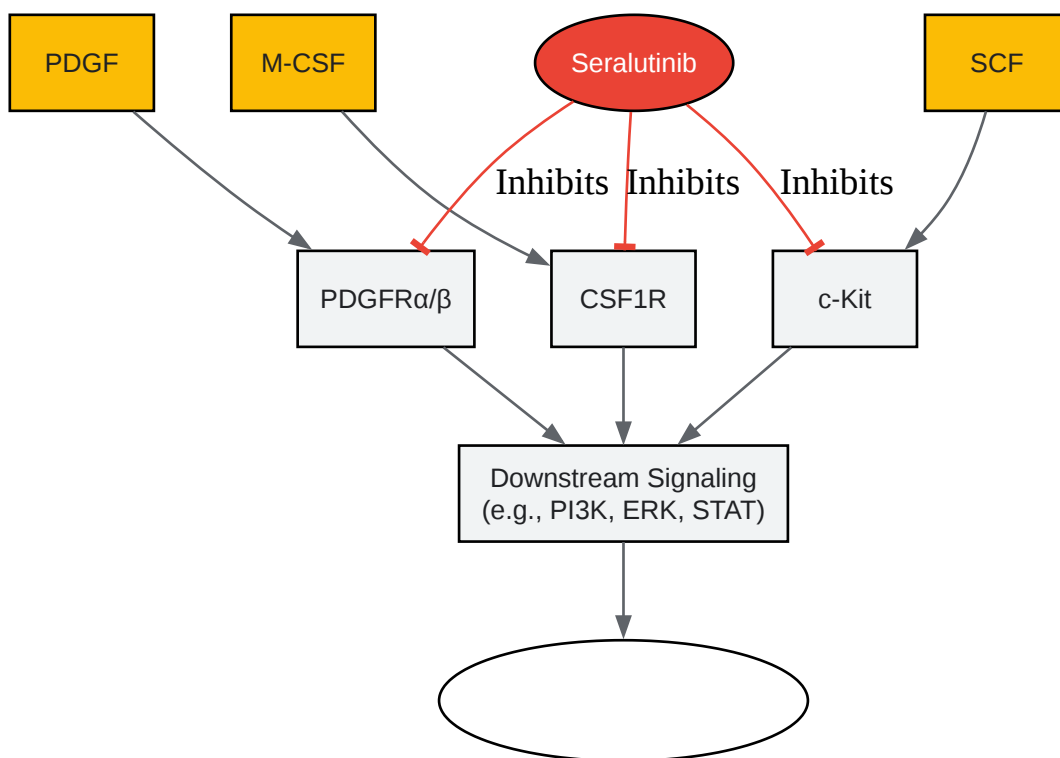 PDGF
M-CSF
Seralutinib
SCF
Inhibits
Inhibits
Inhibits
PDGFRα/β
CSF1R
c-Kit
Downstream Signaling
(e.g., PI3K, ERK, STAT)